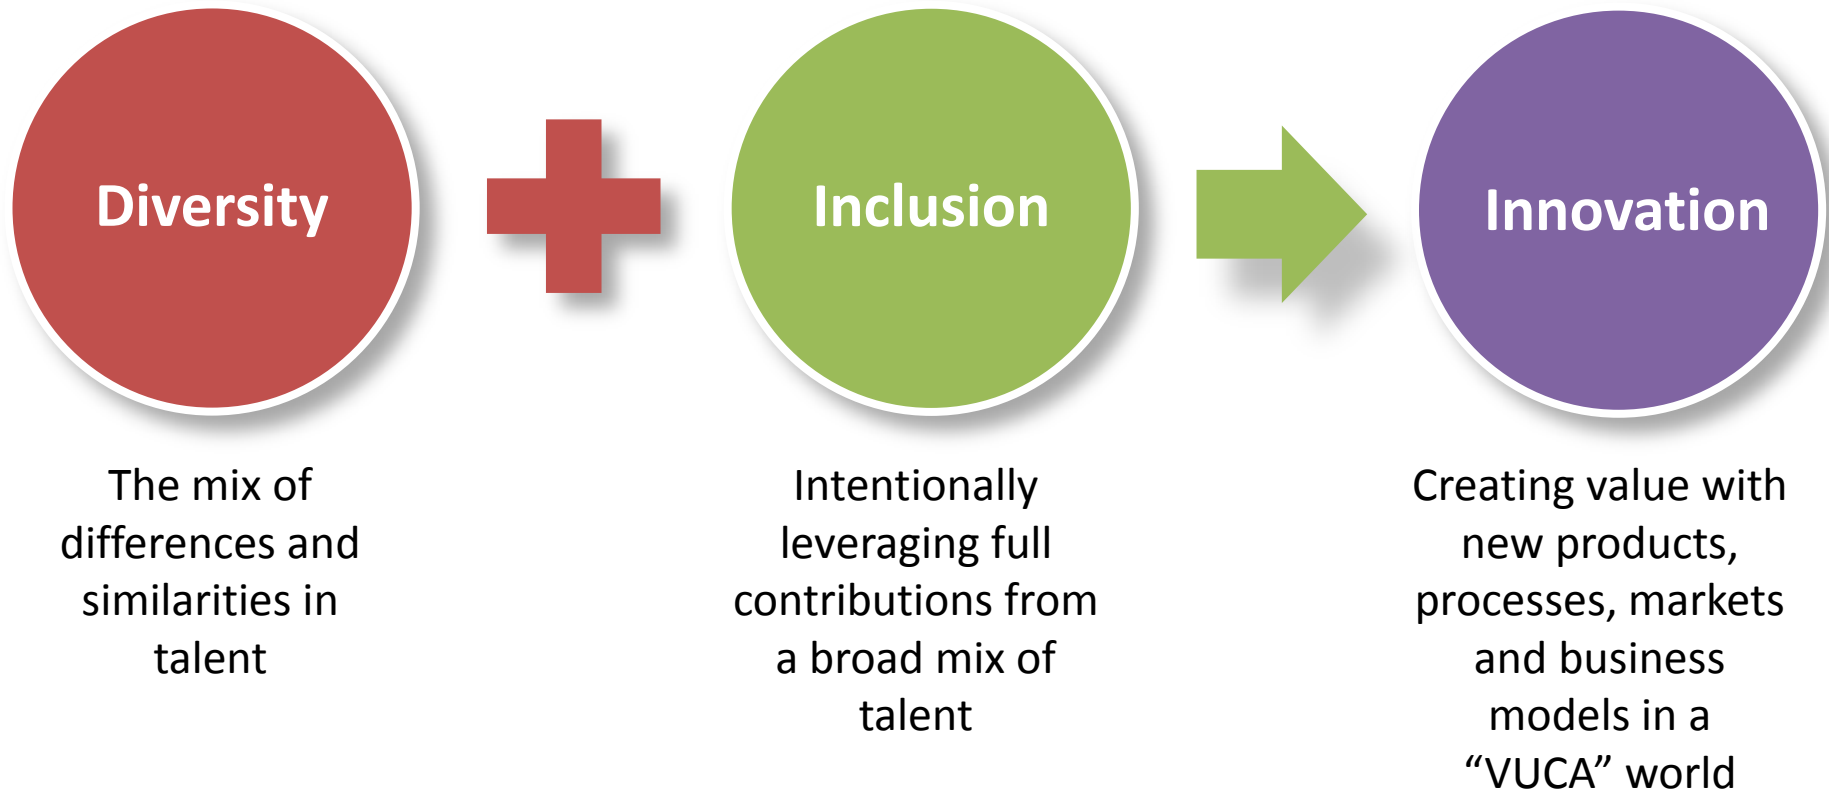 Diversity
Inclusion
Innovation
The mix of
differences and
similarities in
talent
Intentionally
leveraging full
contributions from
a broad mix of
talent
Creating value with
new products,
processes, markets
and business
models in a
“VUCA” world